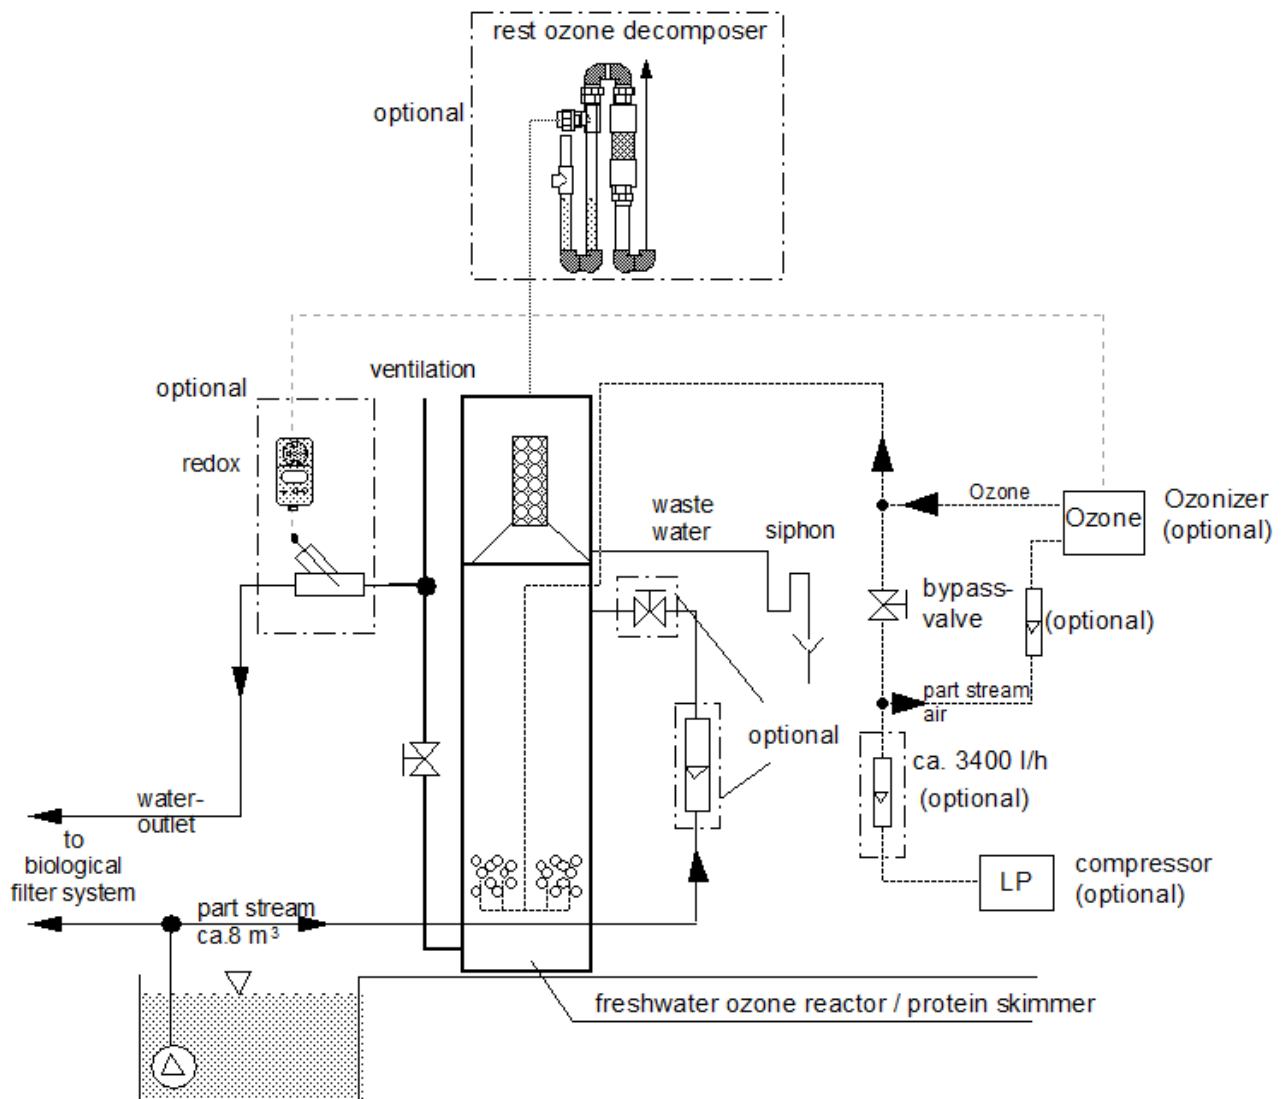 rest ozone decomposer
optional
ventilation
optional
redox
waste
water
siphon
Ozone
Ozone
Ozonizer
(optional)
bypass-
valve
(optional)
part stream
air
optional
ca. 3400 l/h
(optional)
water-
outlet
to
biological
filter system
LP
compressor
(optional)
part stream
ca.8 m³
freshwater ozone reactor / protein skimmer